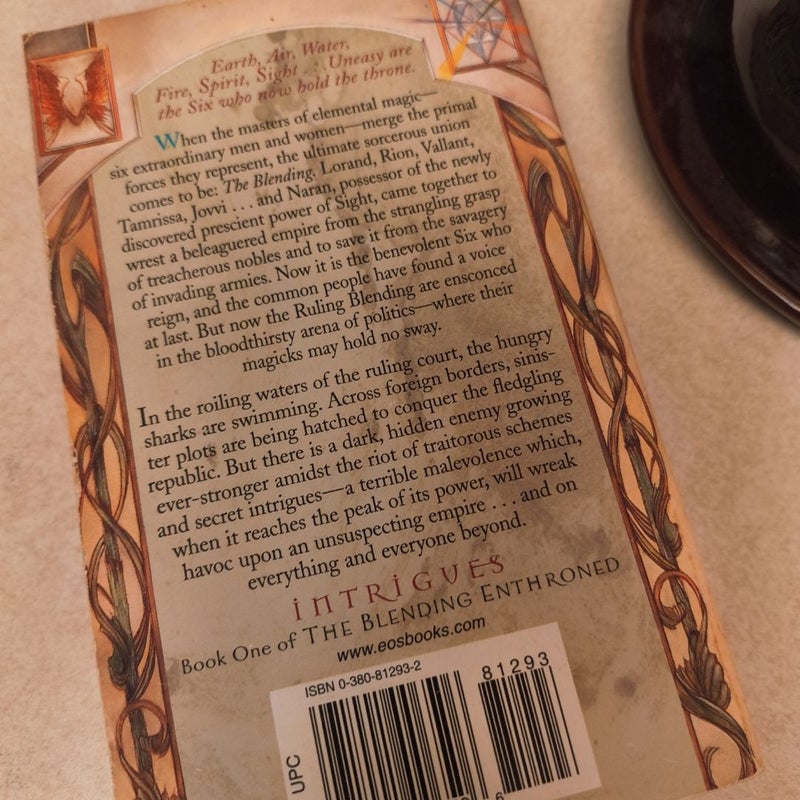 Earth, Air, Water,
Fire, Spirit, Sight . . . Uneasy are
the Six who now hold the throne.
When the masters of elemental magic—
six extraordinary men and women—merge the primal
forces they represent, the ultimate sorcerous union
comes to be: The Blending. Lorand, Rion, Vallant,
Tamrissa, Jovvi . . . and Naran, possessor of the newly
discovered prescient power of Sight, came together to
wrest a beleaguered empire from the strangling grasp
of treacherous nobles and to save it from the savagery
of invading armies. Now it is the benevolent Six who
reign, and the common people have found a voice
at last. But now the Ruling Blending are ensconced
in the bloodthirsty arena of politics—where their
magicks may hold no sway.
In the roiling waters of the ruling court, the hungry
sharks are swimming. Across foreign borders, sinis-
ter plots are being hatched to conquer the fledgling
republic. But there is a dark, hidden enemy growing
ever-stronger amidst the riot of traitorous schemes
and secret intrigues—a terrible malevolence which,
when it reaches the peak of its power, will wreak
havoc upon an unsuspecting empire . . . and on
everything and everyone beyond.
INTRIGUES
Book One of THE BLENDING ENTHRONED
www.eosbooks.com
ISBN 0-380-81293-2
81293
UPC